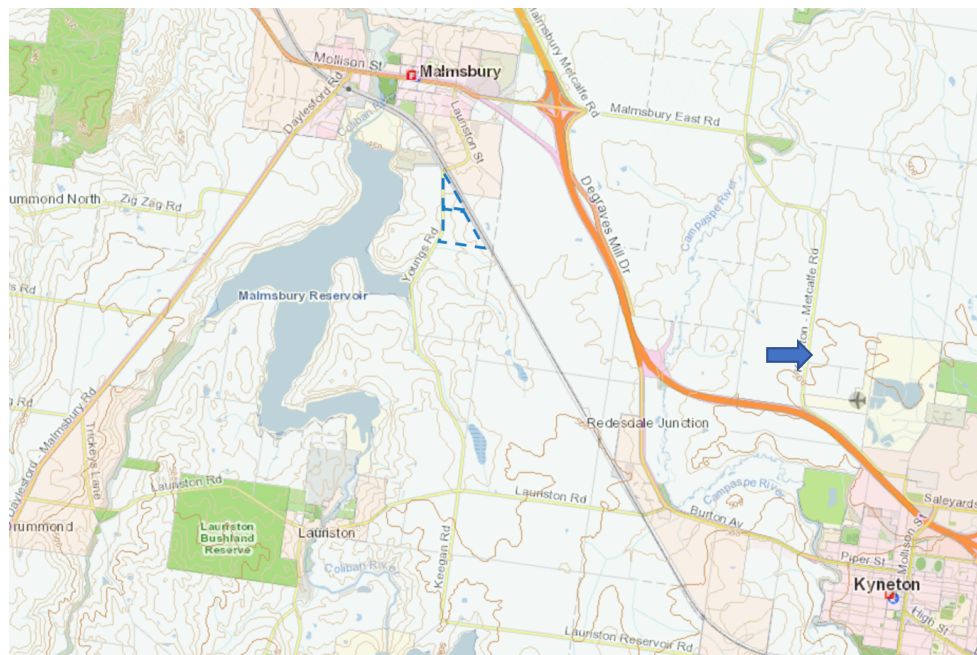 Mollison St
Malmsbury
Malmsbury Metcalfe Rd
Malmsbury East Rd
Daylesford Rd
Coliban
Lauriston St
ummond North
Zig Zag Rd
Degraves Mill Dr
Campaspe River
Youngs Rd
Malmsbury Reservoir
ton - Metcalfe Rd
Redesdale Junction
Daylesford - Malmsbury Rd
Trickeys Lane
Lauriston Rd
Lauriston Rd
Campaspe River
Burton Av
Saleyards
Drummond
Lauriston
Bushland
Reserve
Lauriston
Keegan Rd
Coliban River
Piper St
Mollison St
Kyneton
High St
Lauriston Reservoir Rd